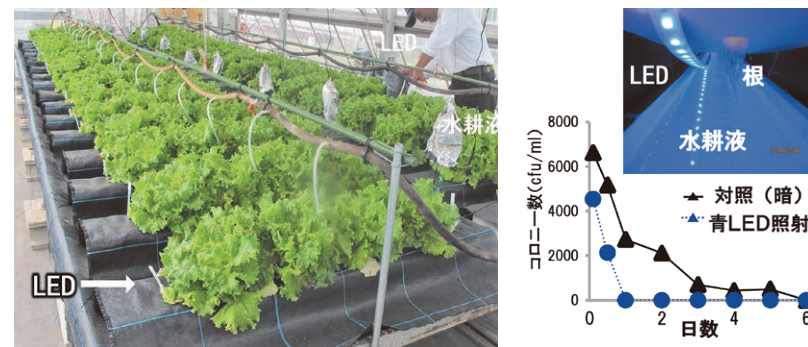 LED
水耕液
LED
LED
根
水耕液
コロニー数(cfu/ml)
8000
6000
4000
2000
0
対照（暗）
青LED照射
0 2 4 6
日数